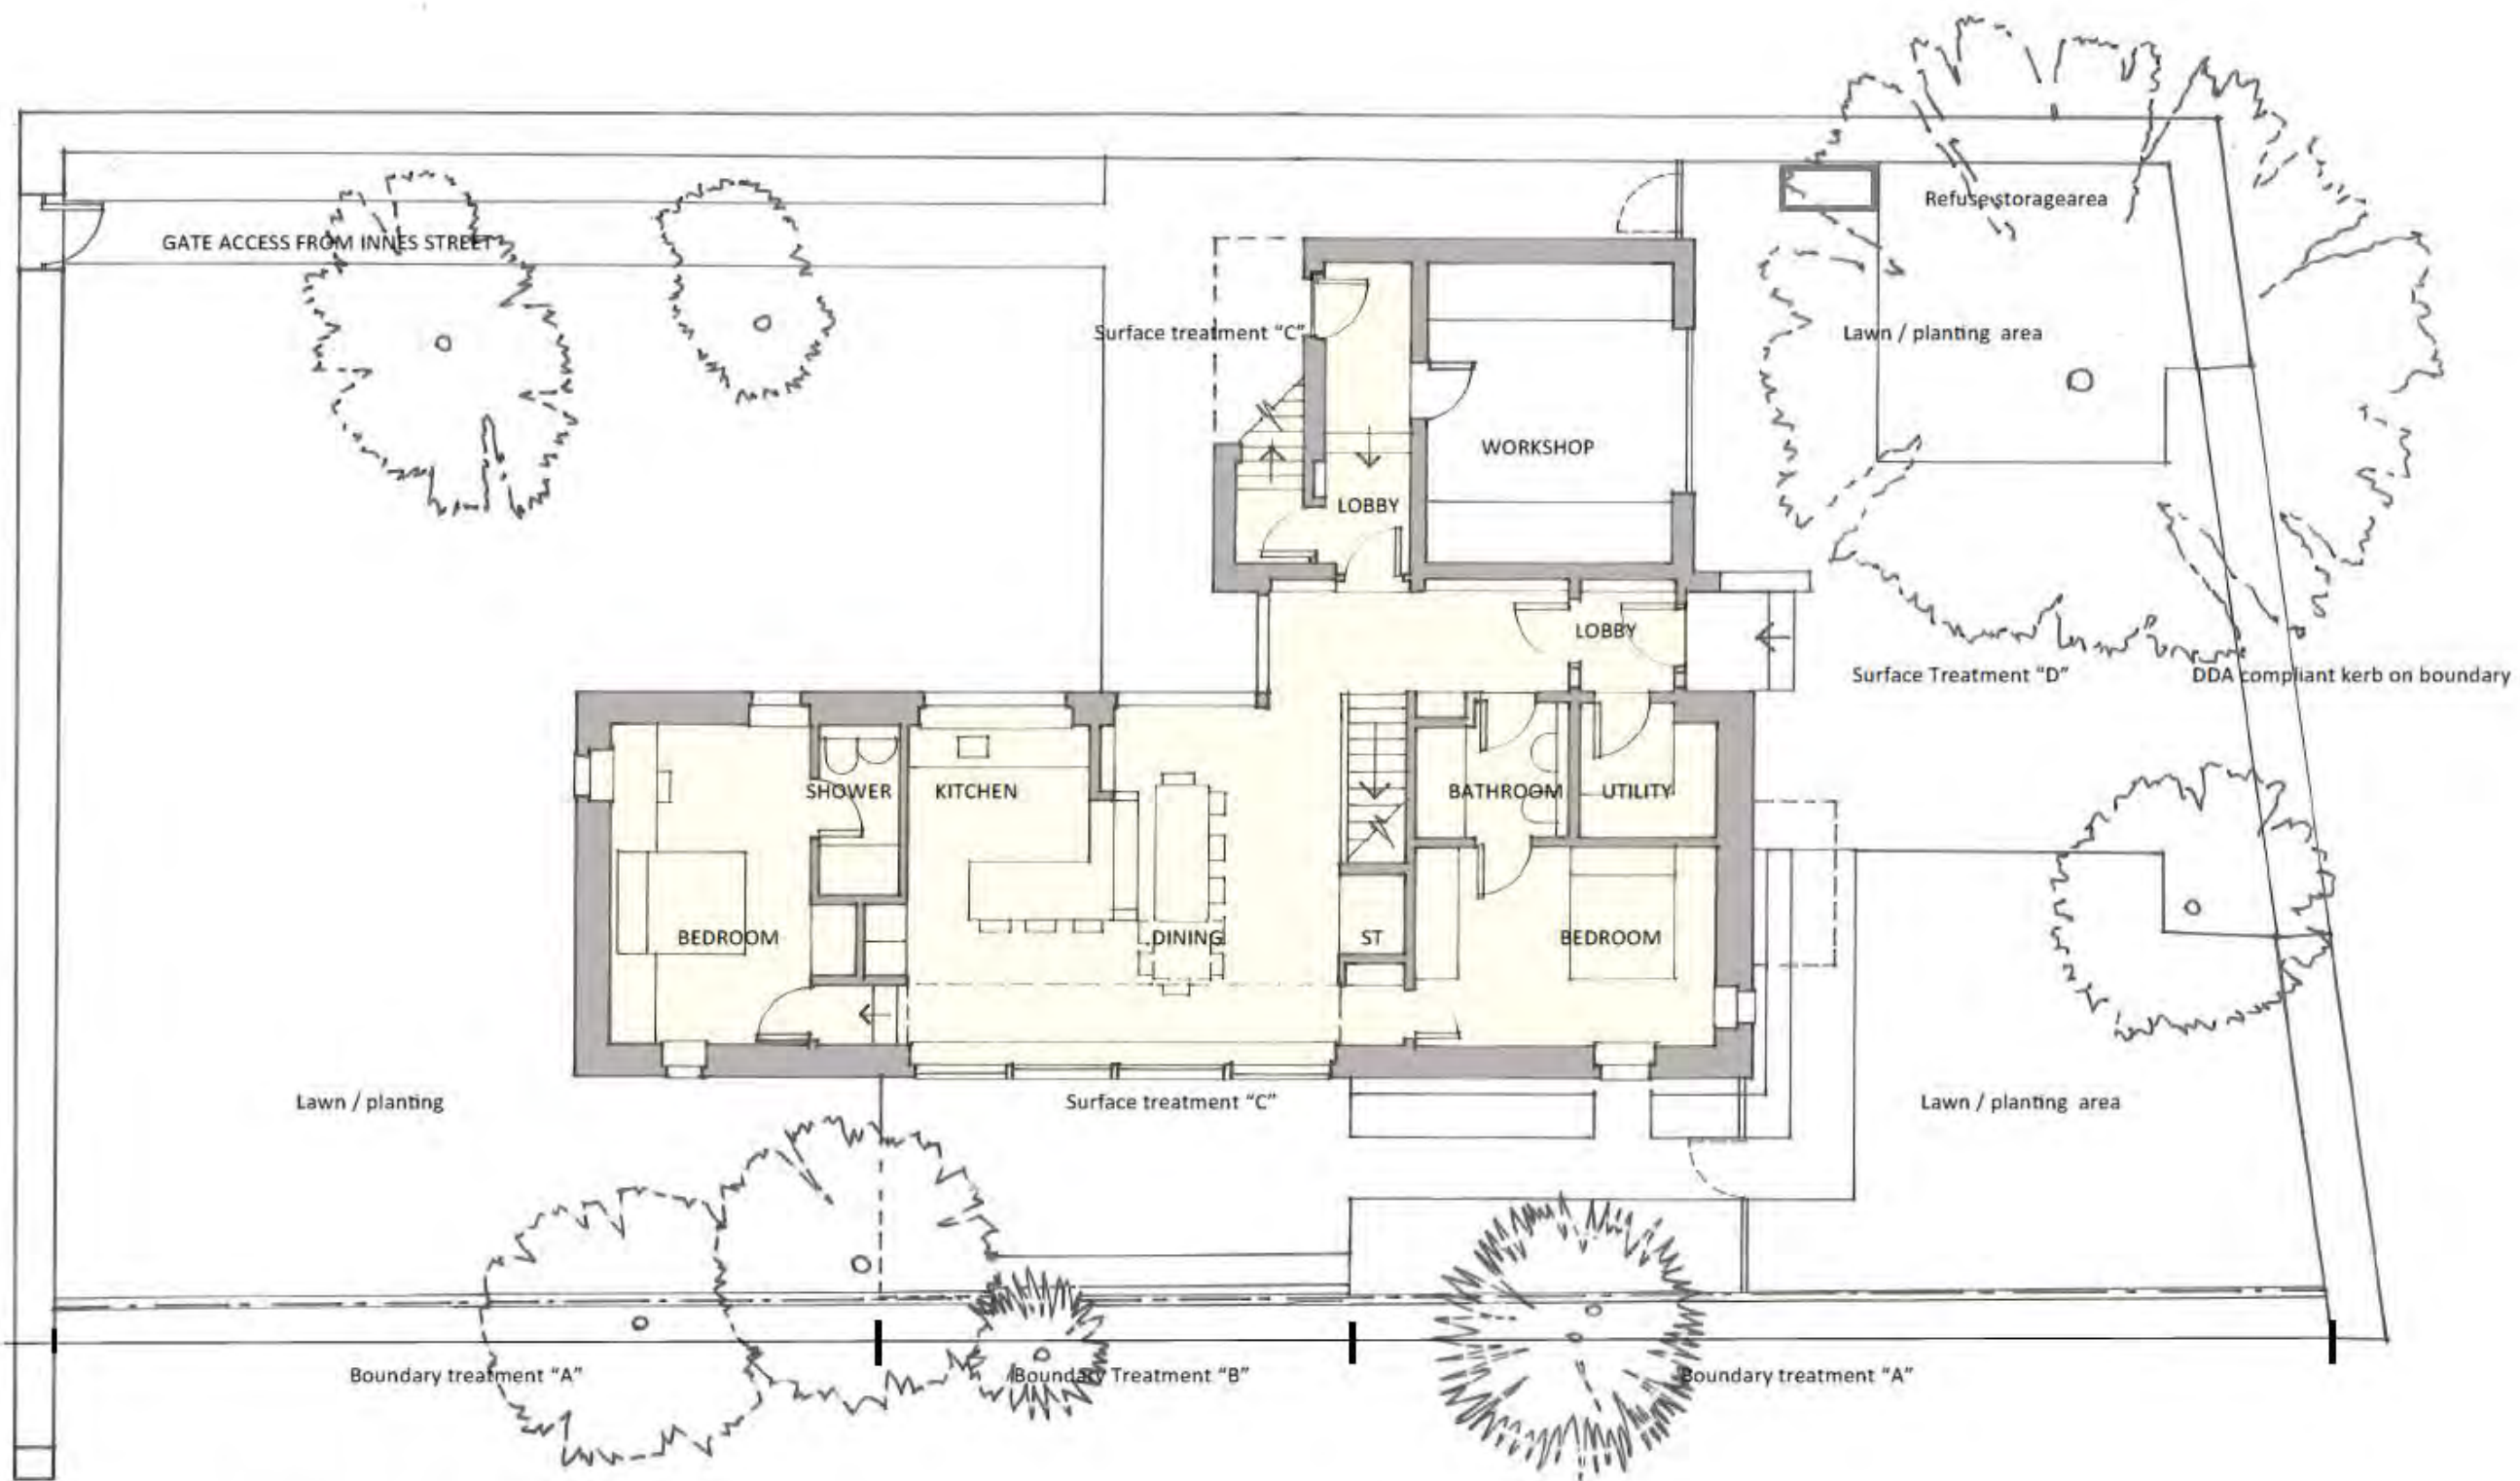 Refuse storagearea
GATE ACCESS FROM INNES STREET
Surface treatment "C"
Lawn / planting area
WORKSHOP
LOBBY
LOBBY
Surface Treatment "D"
DDA compliant kerb on boundary
SHOWER
KITCHEN
BATHROOM
UTILITY
BEDROOM
DINING
ST
BEDROOM
Lawn / planting
Surface treatment "C"
Lawn / planting area
Boundary treatment "A"
Boundary Treatment "B"
Boundary treatment "A"